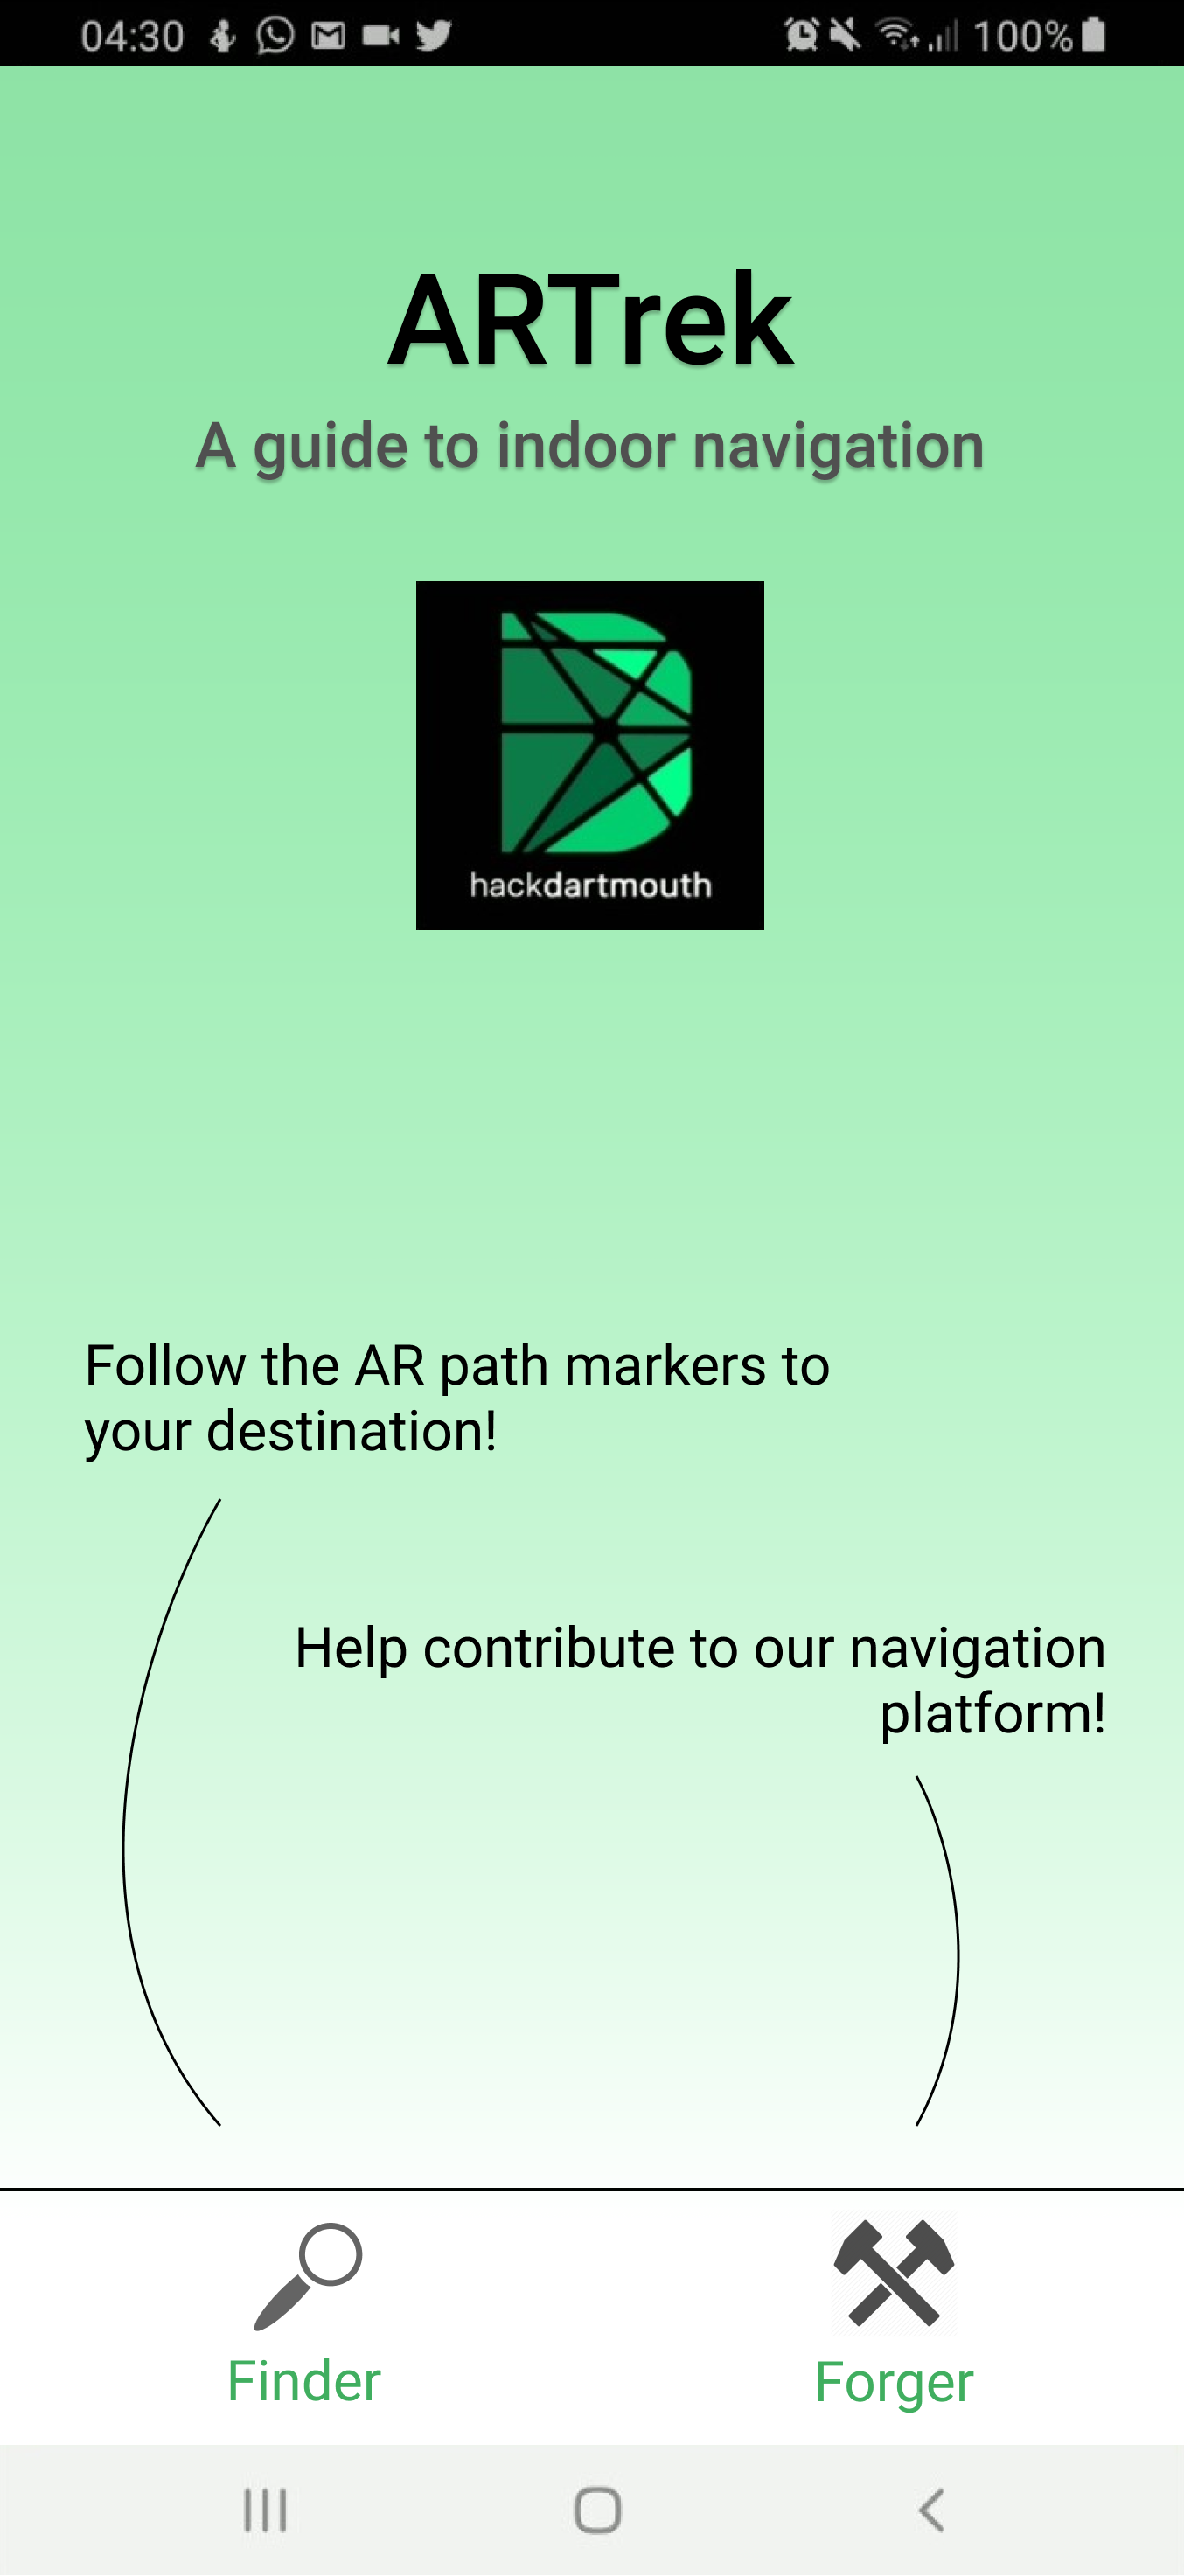 04:30 100%
ARTrek
A guide to indoor navigation
hackdartmouth
Follow the AR path markers to
your destination!
Help contribute to our navigation
platform!
Finder
Forger